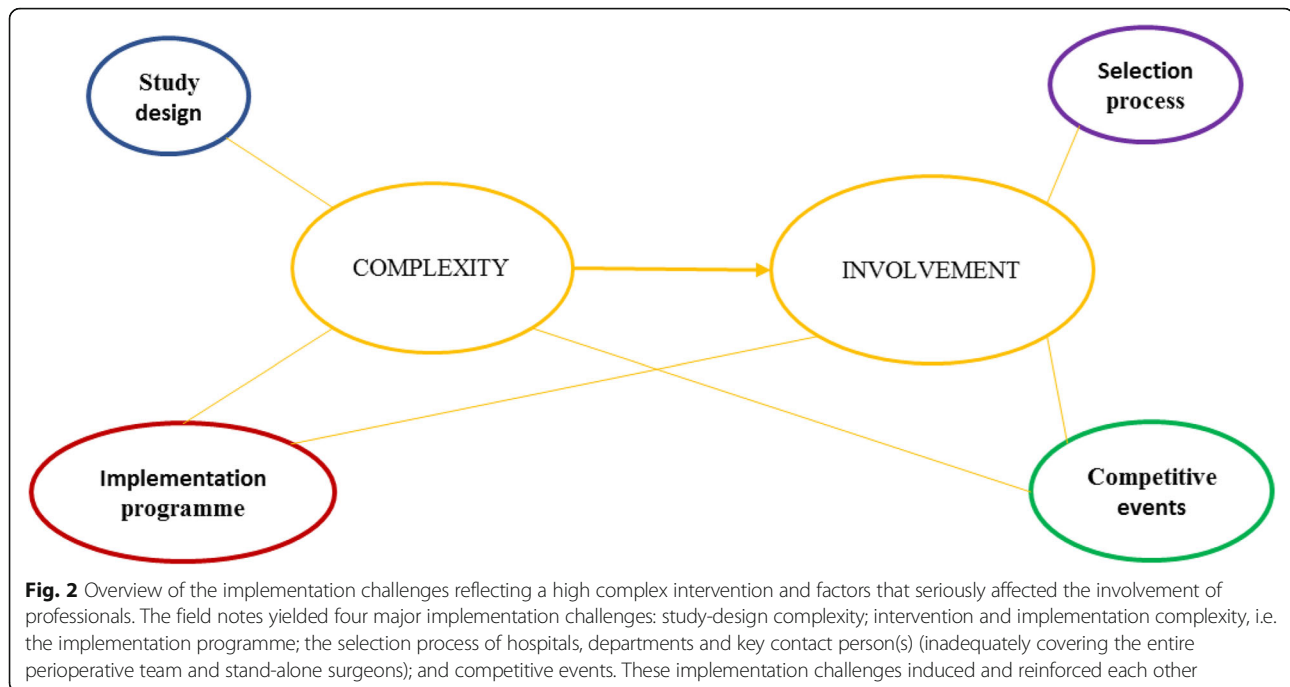 Study
design
Selection
process
COMPLEXITY
INVOLVEMENT
Implementation
programme
Competitive
events
Fig. 2 Overview of the implementation challenges reflecting a high complex intervention and factors that seriously affected the involvement of
professionals. The field notes yielded four major implementation challenges: study-design complexity; intervention and implementation complexity, i.e.
the implementation programme; the selection process of hospitals, departments and key contact person(s) (inadequately covering the entire
perioperative team and stand-alone surgeons); and competitive events. These implementation challenges induced and reinforced each other